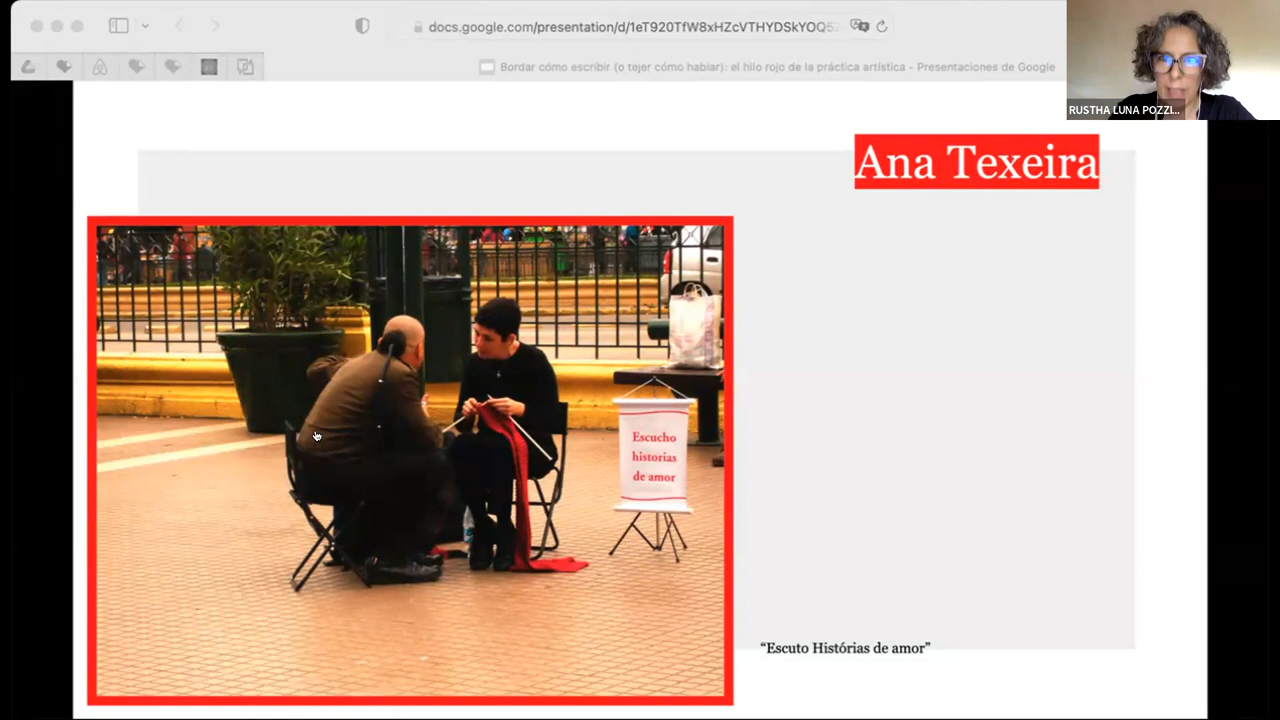 docs.google.com/presentation/d/1eT920TfW8xHZcVTHYDSkYOQ5
Bordar cómo escribir (o tejer cómo hablar): el hilo rojo de la práctica artística - Presentaciones de Google
RUSTHA LUNA POZZI...
Ana Texeira
Escucho
historias
de amor
“Escuto Histórias de amor”